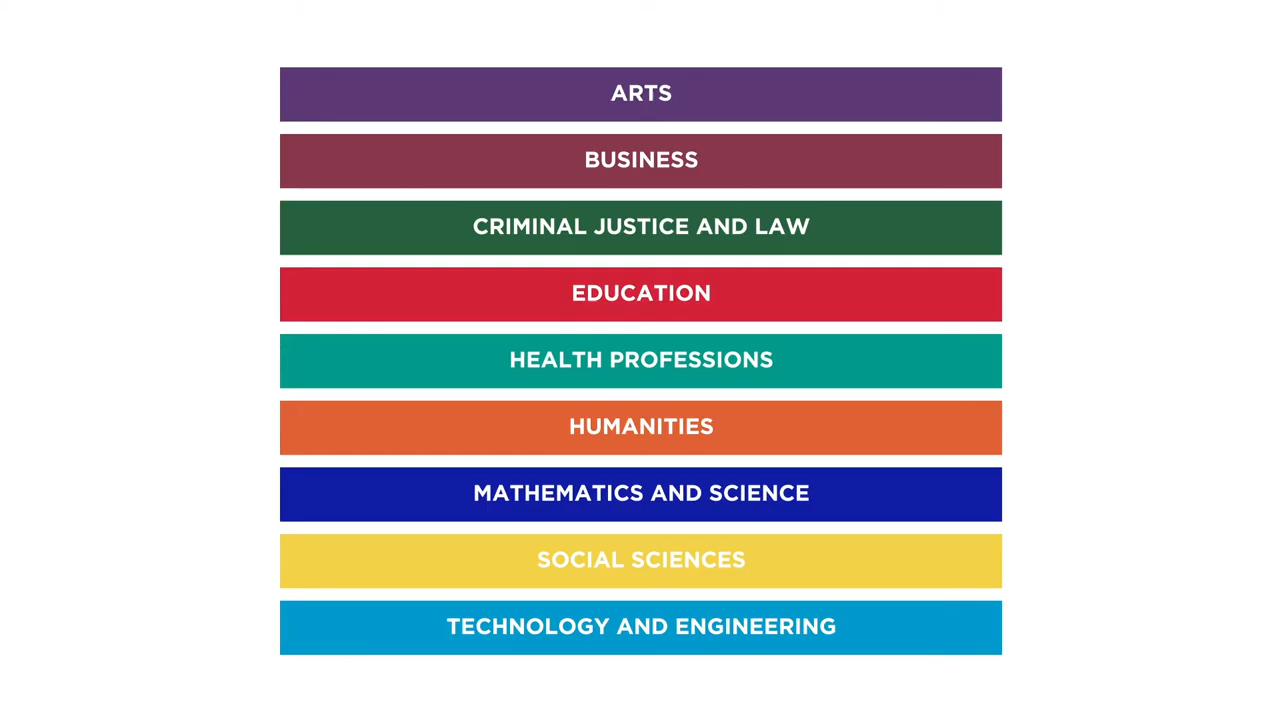 ARTS
BUSINESS
CRIMINAL JUSTICE AND LAW
EDUCATION
HEALTH PROFESSIONS
HUMANITIES
MATHEMATICS AND SCIENCE
SOCIAL SCIENCES
TECHNOLOGY AND ENGINEERING